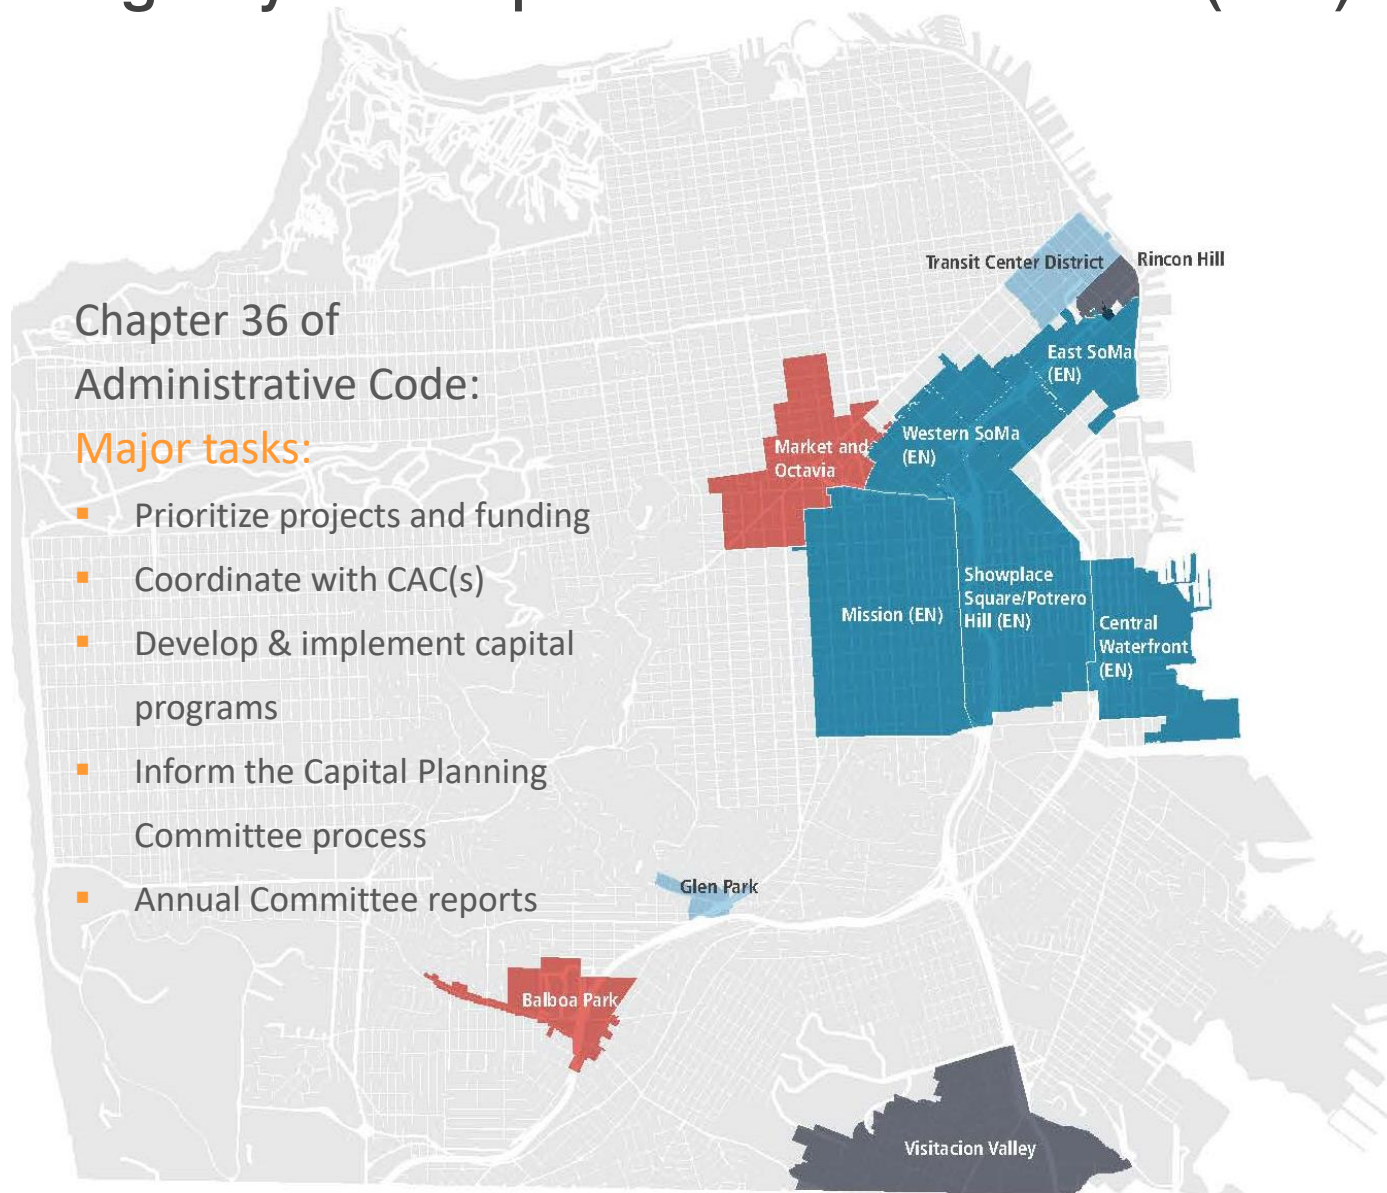 Chapter 36 of
Administrative Code:
Major tasks:
▪ Prioritize projects and funding
▪ Coordinate with CAC(s)
▪ Develop & implement capital
programs
▪ Inform the Capital Planning
Committee process
▪ Annual Committee reports
Transit Center District
Rincon Hill
East SoMa
(EN)
Western SoMa
(EN)
Market and
Octavia
Mission (EN)
Showplace
Square/Potrero
Hill (EN)
Central
Waterfront
(EN)
Glen Park
Balboa Park
Visitacion Valley